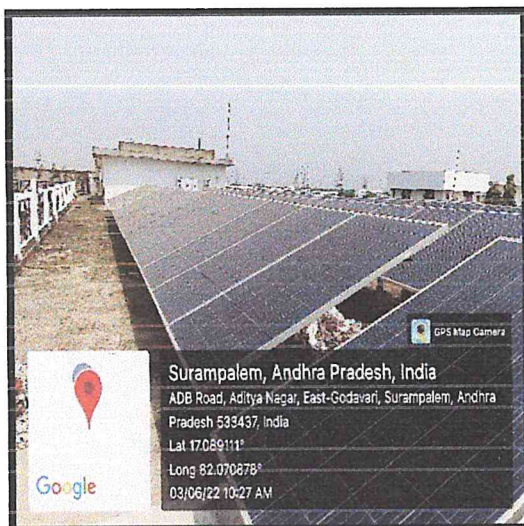 GPS Map Camera
Surampalem, Andhra Pradesh, India
ADB Road, Aditya Nagar, East-Godavari, Surampalem, Andhra
Pradesh 533437, India
Lat 17.089111°
Long 82.070878°
03/06/22 10:27 AM
Google